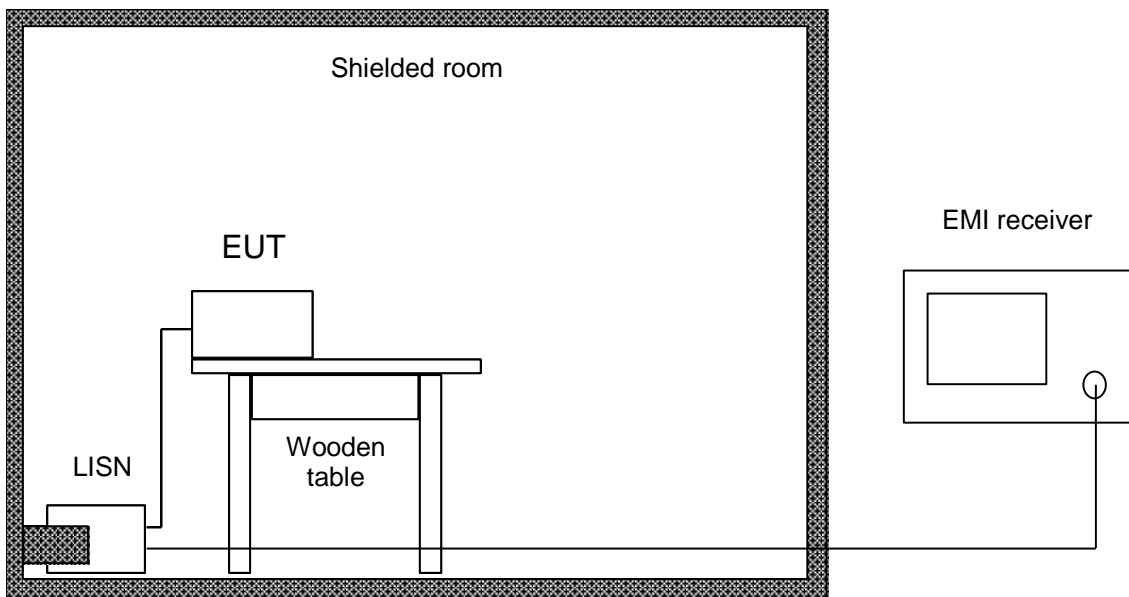 Shielded room
EMI receiver
EUT
Wooden
table
LISN